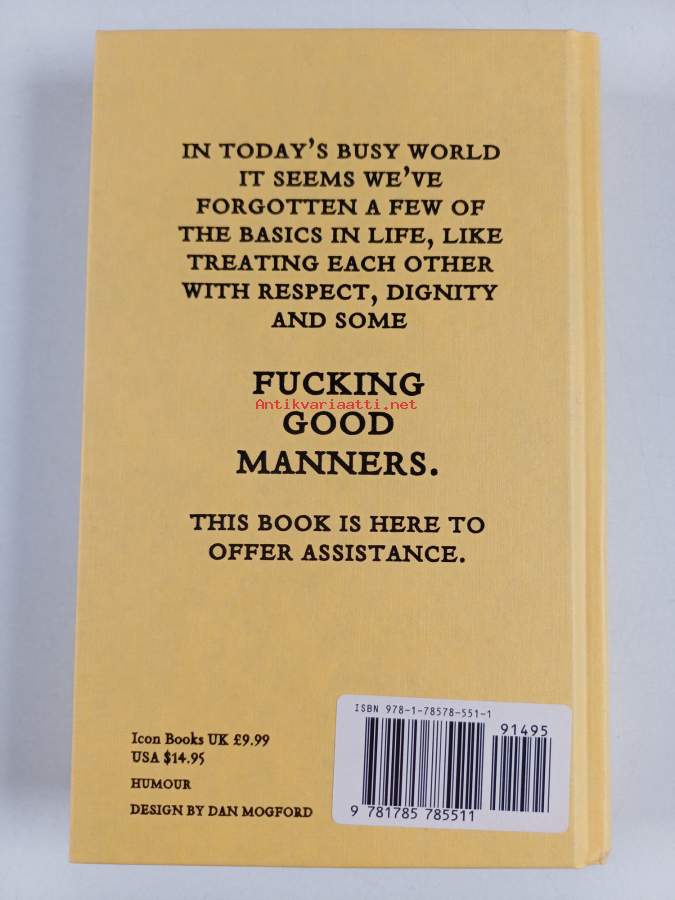 IN TODAY'S BUSY WORLD
IT SEEMS WE'VE
FORGOTTEN A FEW OF
THE BASICS IN LIFE, LIKE
TREATING EACH OTHER
WITH RESPECT, DIGNITY
AND SOME
FUCKING
Antikvariaatti.net
GOOD
MANNERS.
THIS BOOK IS HERE TO
OFFER ASSISTANCE.
ISBN 978-1-78578-551-1
91495
Icon Books UK £9.99
USA $14.95
HUMOUR
DESIGN BY DAN MOGFORD
9 781785 785511